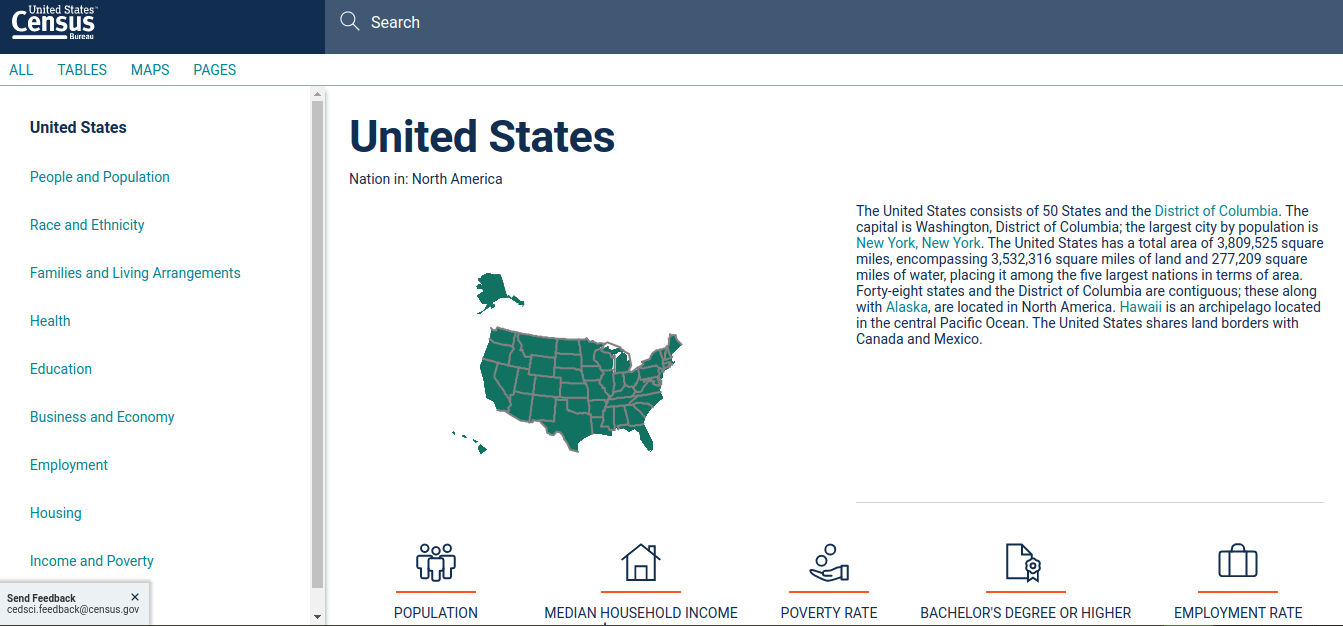 United States
Census
Bureau
Search
ALL TABLES MAPS PAGES
United States
People and Population
Race and Ethnicity
Families and Living Arrangements
Health
Education
Business and Economy
Employment
Housing
Income and Poverty
Send Feedback
cedsci.feedback@census.gov
United States
Nation in: North America
The United States consists of 50 States and the District of Columbia. The
capital is Washington, District of Columbia; the largest city by population is
New York, New York. The United States has a total area of 3,809,525 square
miles, encompassing 3,532,316 square miles of land and 277,209 square
miles of water, placing it among the five largest nations in terms of area.
Forty-eight states and the District of Columbia are contiguous; these along
with Alaska, are located in North America. Hawaii is an archipelago located
in the central Pacific Ocean. The United States shares land borders with
Canada and Mexico.
POPULATION MEDIAN HOUSEHOLD INCOME POVERTY RATE BACHELOR'S DEGREE OR HIGHER EMPLOYMENT RATE